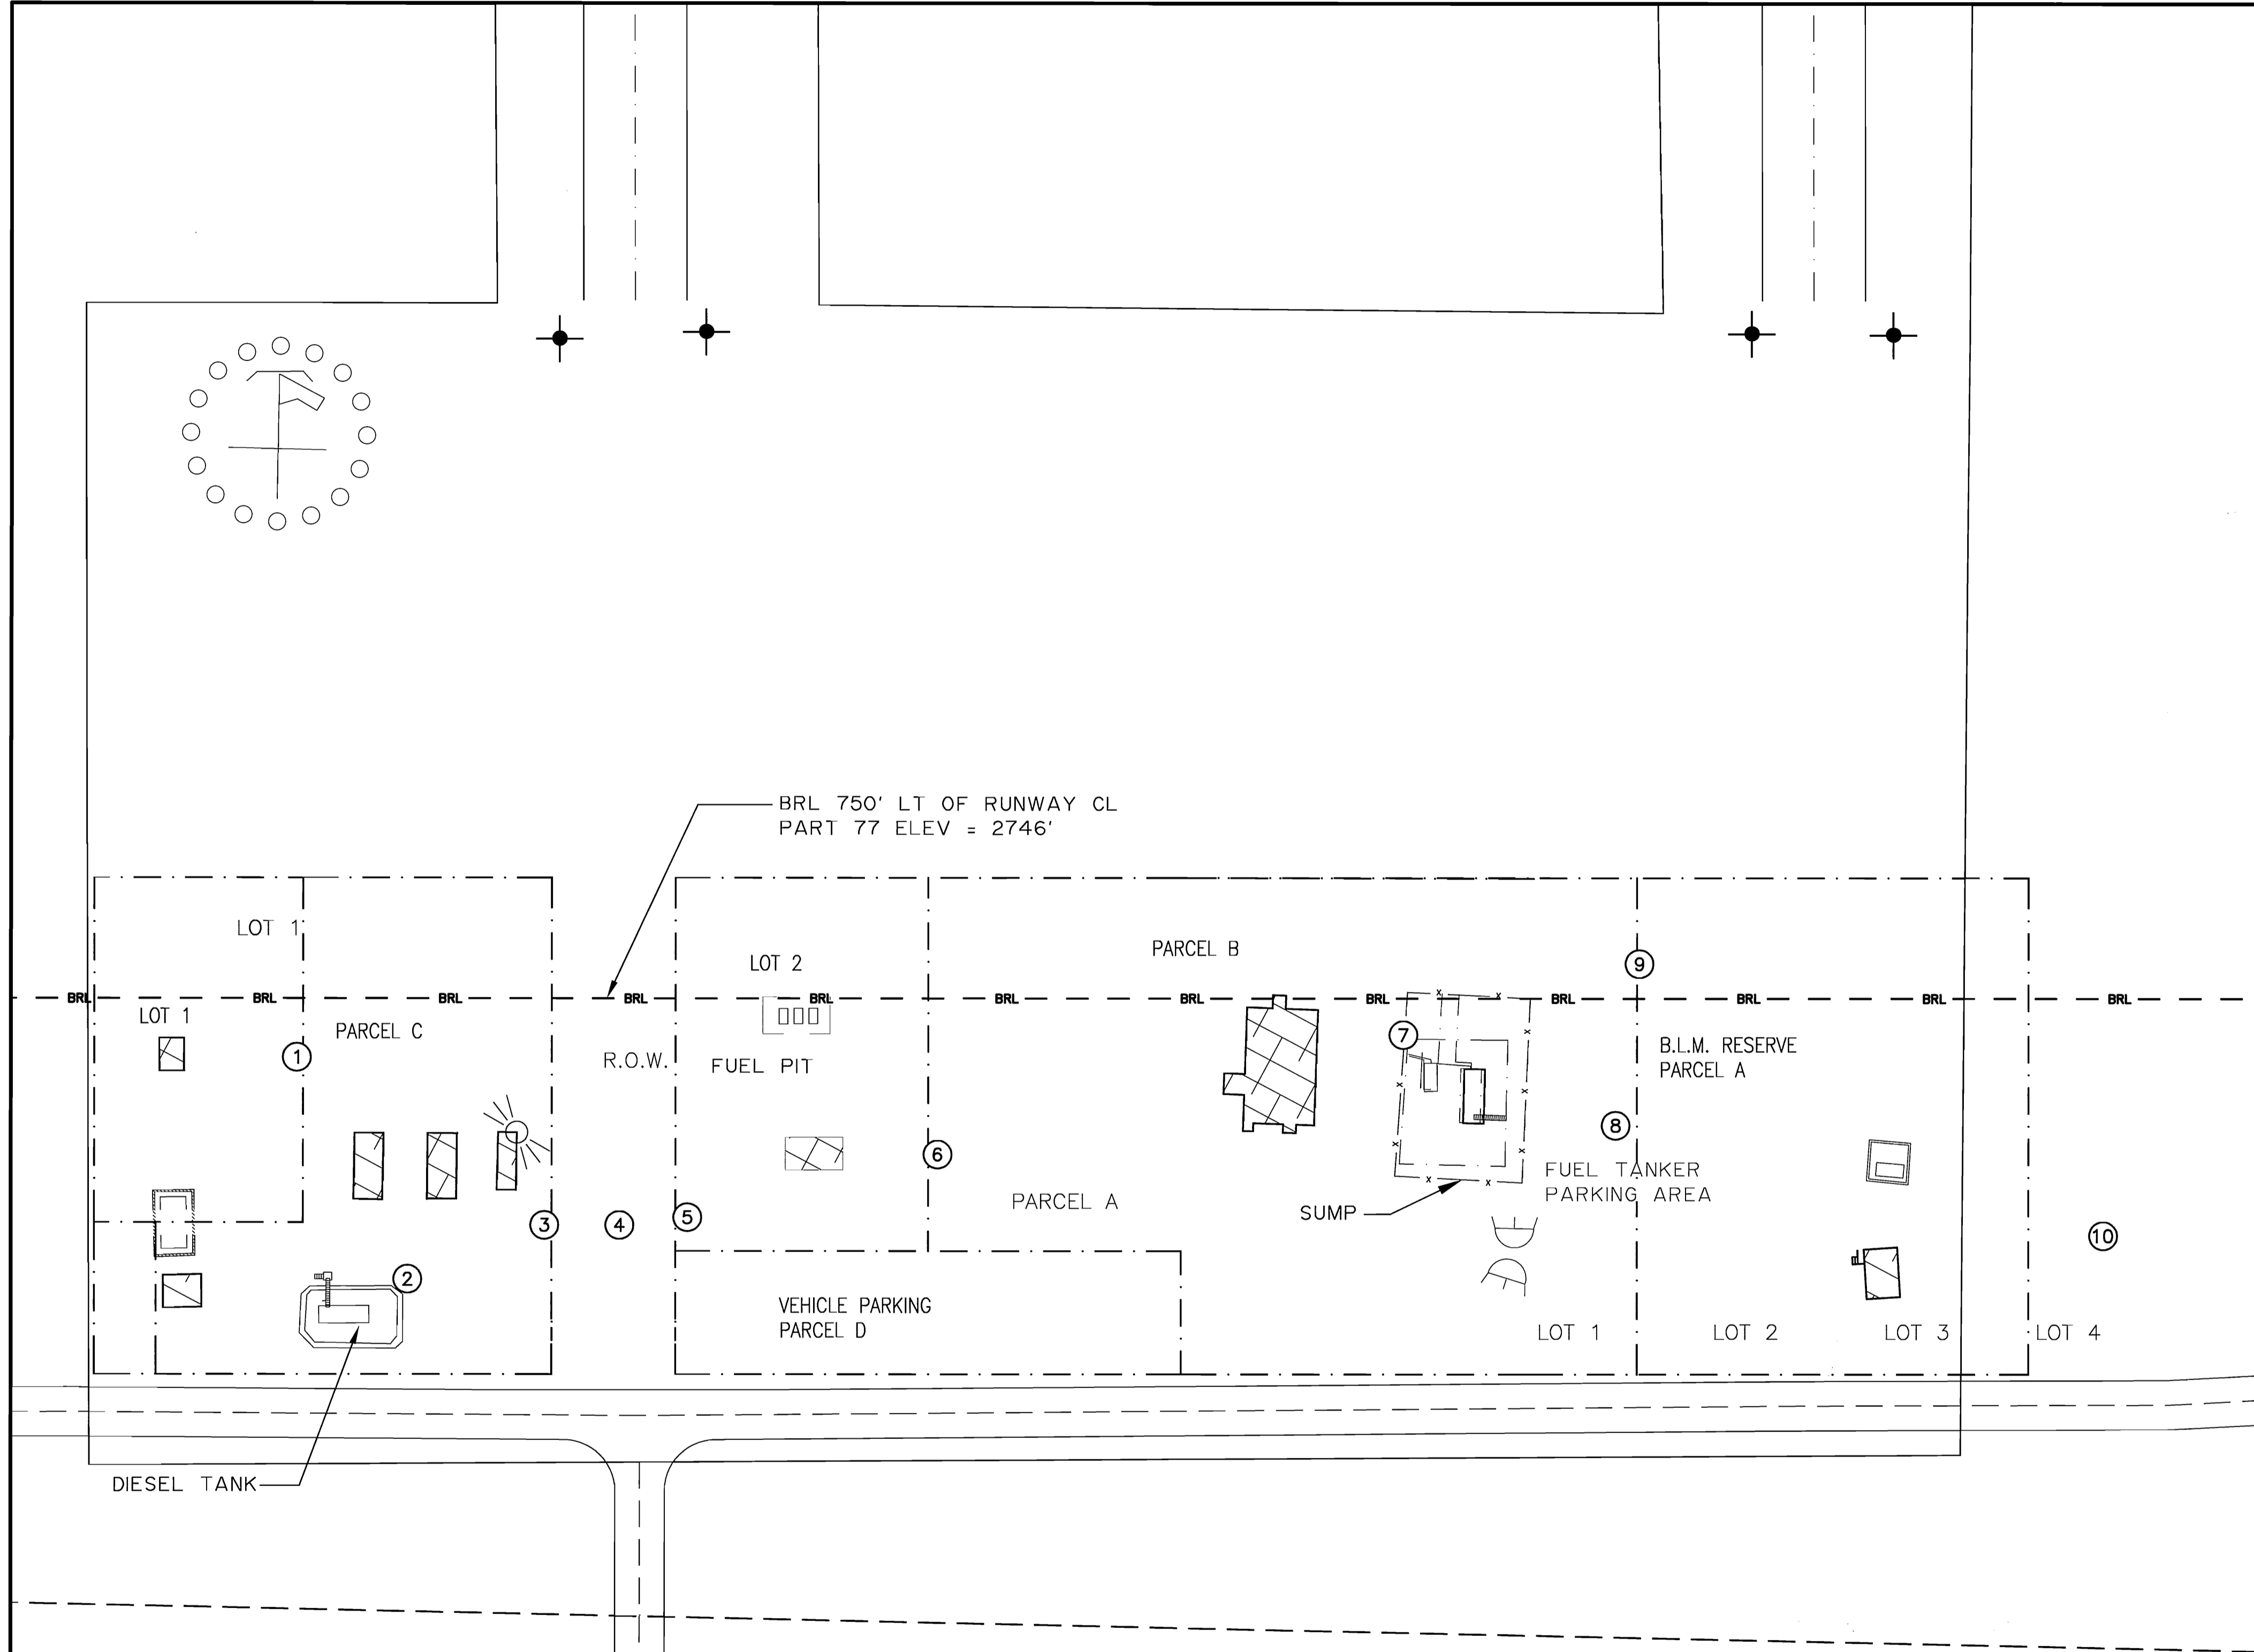 BRL 750' LT OF RUNWAY CL
PART 77 ELEV = 2746'
LOT 1
PARCEL B
LOT 2
9
BRL BRL BRL BRL BRL BRL BRL BRL BRL BRL BRL BRL
LOT 1
PARCEL C
1
R.O.W.
FUEL PIT
7
x x x x x x x x x
B.L.M. RESERVE
PARCEL A
8
6
FUEL TANKER
PARKING AREA
PARCEL A
SUMP
3
4
5
10
2
VEHICLE PARKING
PARCEL D
LOT 1
LOT 2
LOT 3
LOT 4
DIESEL TANK